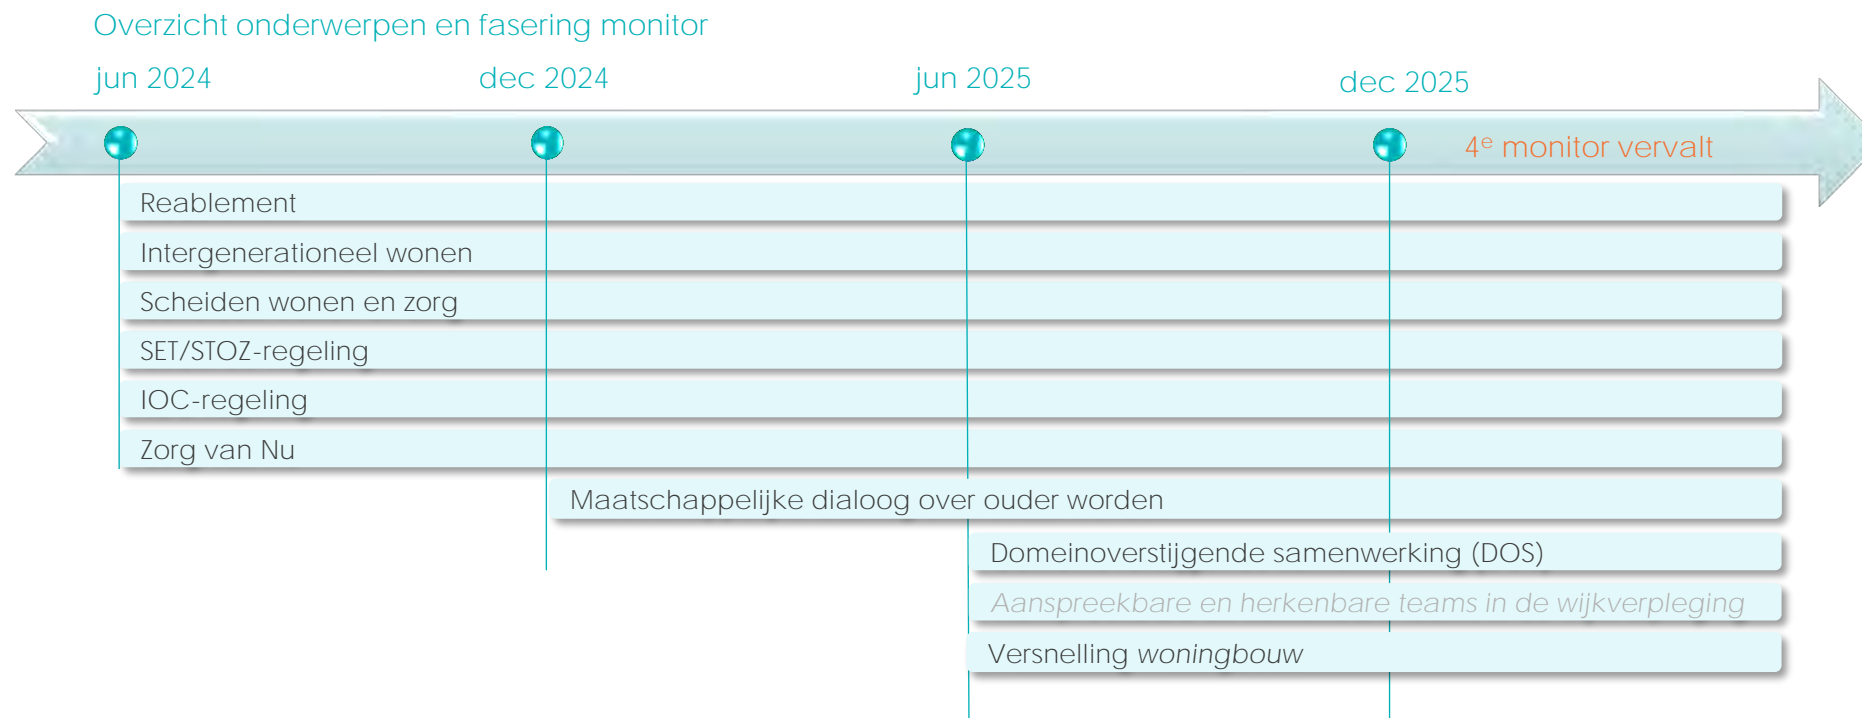 Overzicht onderwerpen en fasering monitor
jun 2024
dec 2024
jun 2025
dec 2025
4e monitor vervalt
Reablement
Intergenerationeel wonen
Scheiden wonen en zorg
SET/STOZ-regeling
IOC-regeling
Zorg van Nu
Maatschappelijke dialoog over ouder worden
Domeinoverstijgende samenwerking (DOS)
Aanspreekbare en herkenbare teams in de wijkverpleging
Versnelling woningbouw